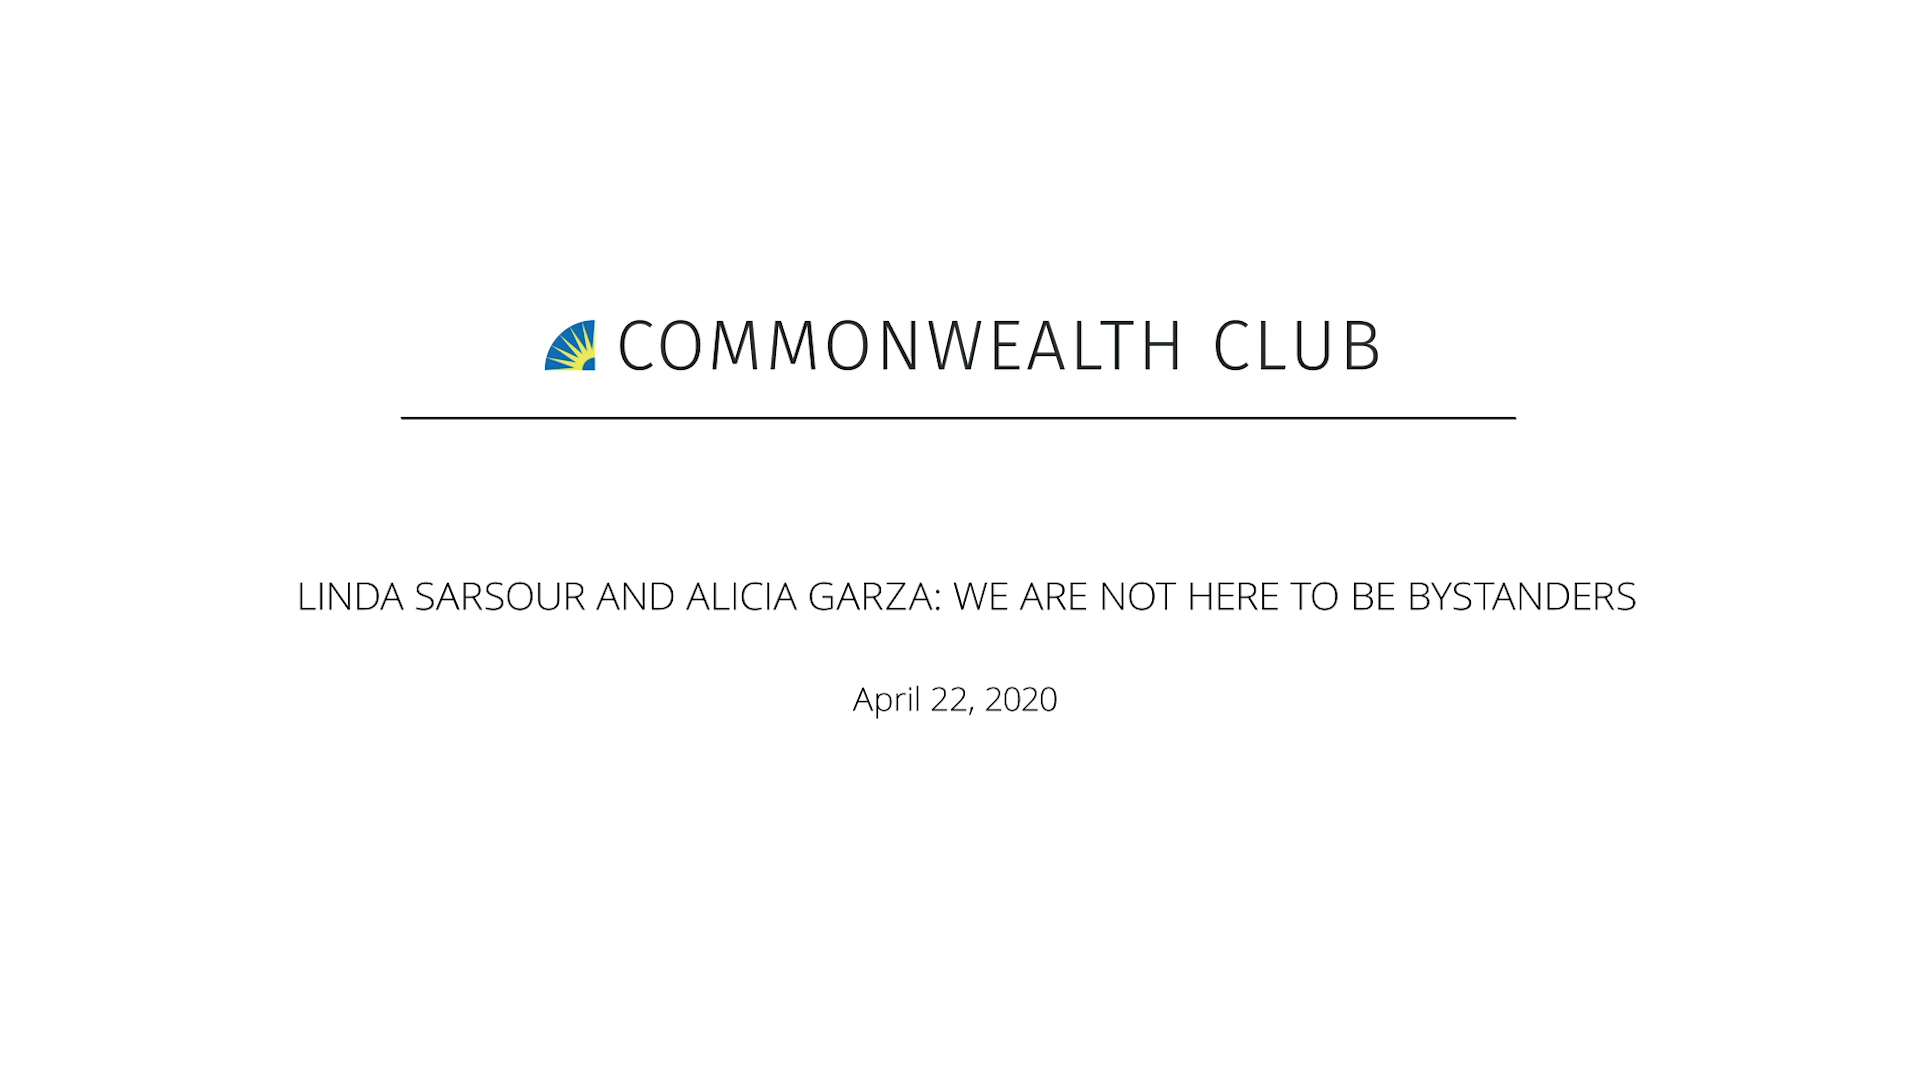 COMMONWEALTH CLUB
LINDA SARSOUR AND ALICIA GARZA: WE ARE NOT HERE TO BE BYSTANDERS
April 22, 2020